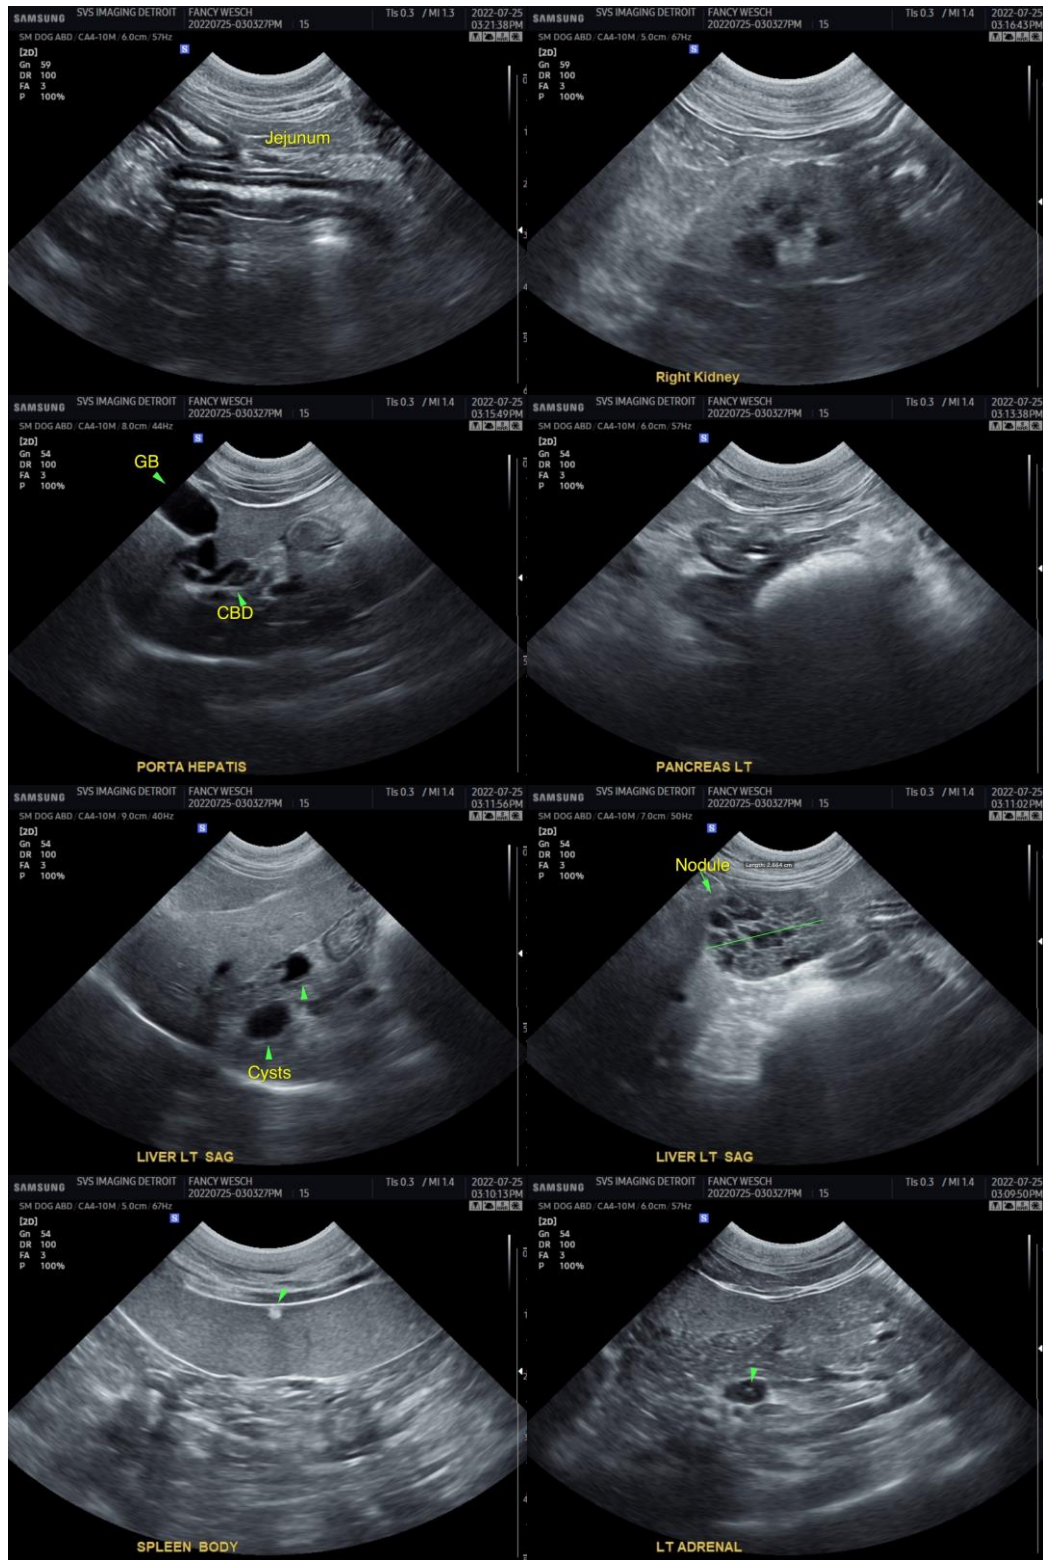 SAMSUNG SVS IMAGING DETROIT FANCY WESCH TIs 0.3 / MI 1.3 2022-07-25
20220725-030327PM 15 03:21:38PM
SM DOG ABD / CA4-10M / 6.0cm / 57Hz
[2D]
Gn 59
DR 100
FA 3
P 100%
S
Jejunum
1
2
3
4
5
6
SAMSUNG SVS IMAGING DETROIT FANCY WESCH TIs 0.3 / MI 1.4 2022-07-25
20220725-030327PM 15 03:16:43PM
SM DOG ABD / CA4-10M / 5.0cm / 67Hz
[2D]
Gn 59
DR 100
FA 3
P 100%
S
Right Kidney
SAMSUNG SVS IMAGING DETROIT FANCY WESCH TIs 0.3 / MI 1.4 2022-07-25
20220725-030327PM 15 03:15:49PM
SM DOG ABD / CA4-10M / 8.0cm / 44Hz
[2D]
Gn 54
DR 100
FA 3
P 100%
S
GB
CBD
PORTA HEPATIS
SAMSUNG SVS IMAGING DETROIT FANCY WESCH TIs 0.3 / MI 1.4 2022-07-25
20220725-030327PM 15 03:13:38PM
SM DOG ABD / CA4-10M / 6.0cm / 57Hz
[2D]
Gn 54
DR 100
FA 3
P 100%
S
PANCREAS LT
SAMSUNG SVS IMAGING DETROIT FANCY WESCH TIs 0.3 / MI 1.4 2022-07-25
20220725-030327PM 15 03:11:56PM
SM DOG ABD / CA4-10M / 9.0cm / 40Hz
[2D]
Gn 54
DR 100
FA 3
P 100%
S
Cysts
LIVER LT SAG
SAMSUNG SVS IMAGING DETROIT FANCY WESCH TIs 0.3 / MI 1.4 2022-07-25
20220725-030327PM 15 03:11:02PM
SM DOG ABD / CA4-10M / 7.0cm / 50Hz
[2D]
Gn 54
DR 100
FA 3
P 100%
S
Nodule
LIVER LT SAG
SAMSUNG SVS IMAGING DETROIT FANCY WESCH TIs 0.3 / MI 1.4 2022-07-25
20220725-030327PM 15 03:10:13PM
SM DOG ABD / CA4-10M / 5.0cm / 67Hz
[2D]
Gn 54
DR 100
FA 3
P 100%
S
1
2
4
SPLEEN BODY
SAMSUNG SVS IMAGING DETROIT FANCY WESCH TIs 0.3 / MI 1.4 2022-07-25
20220725-030327PM 15 03:09:50PM
SM DOG ABD / CA4-10M / 6.0cm / 57Hz
[2D]
Gn 54
DR 100
FA 3
P 100%
S
LT ADRENAL